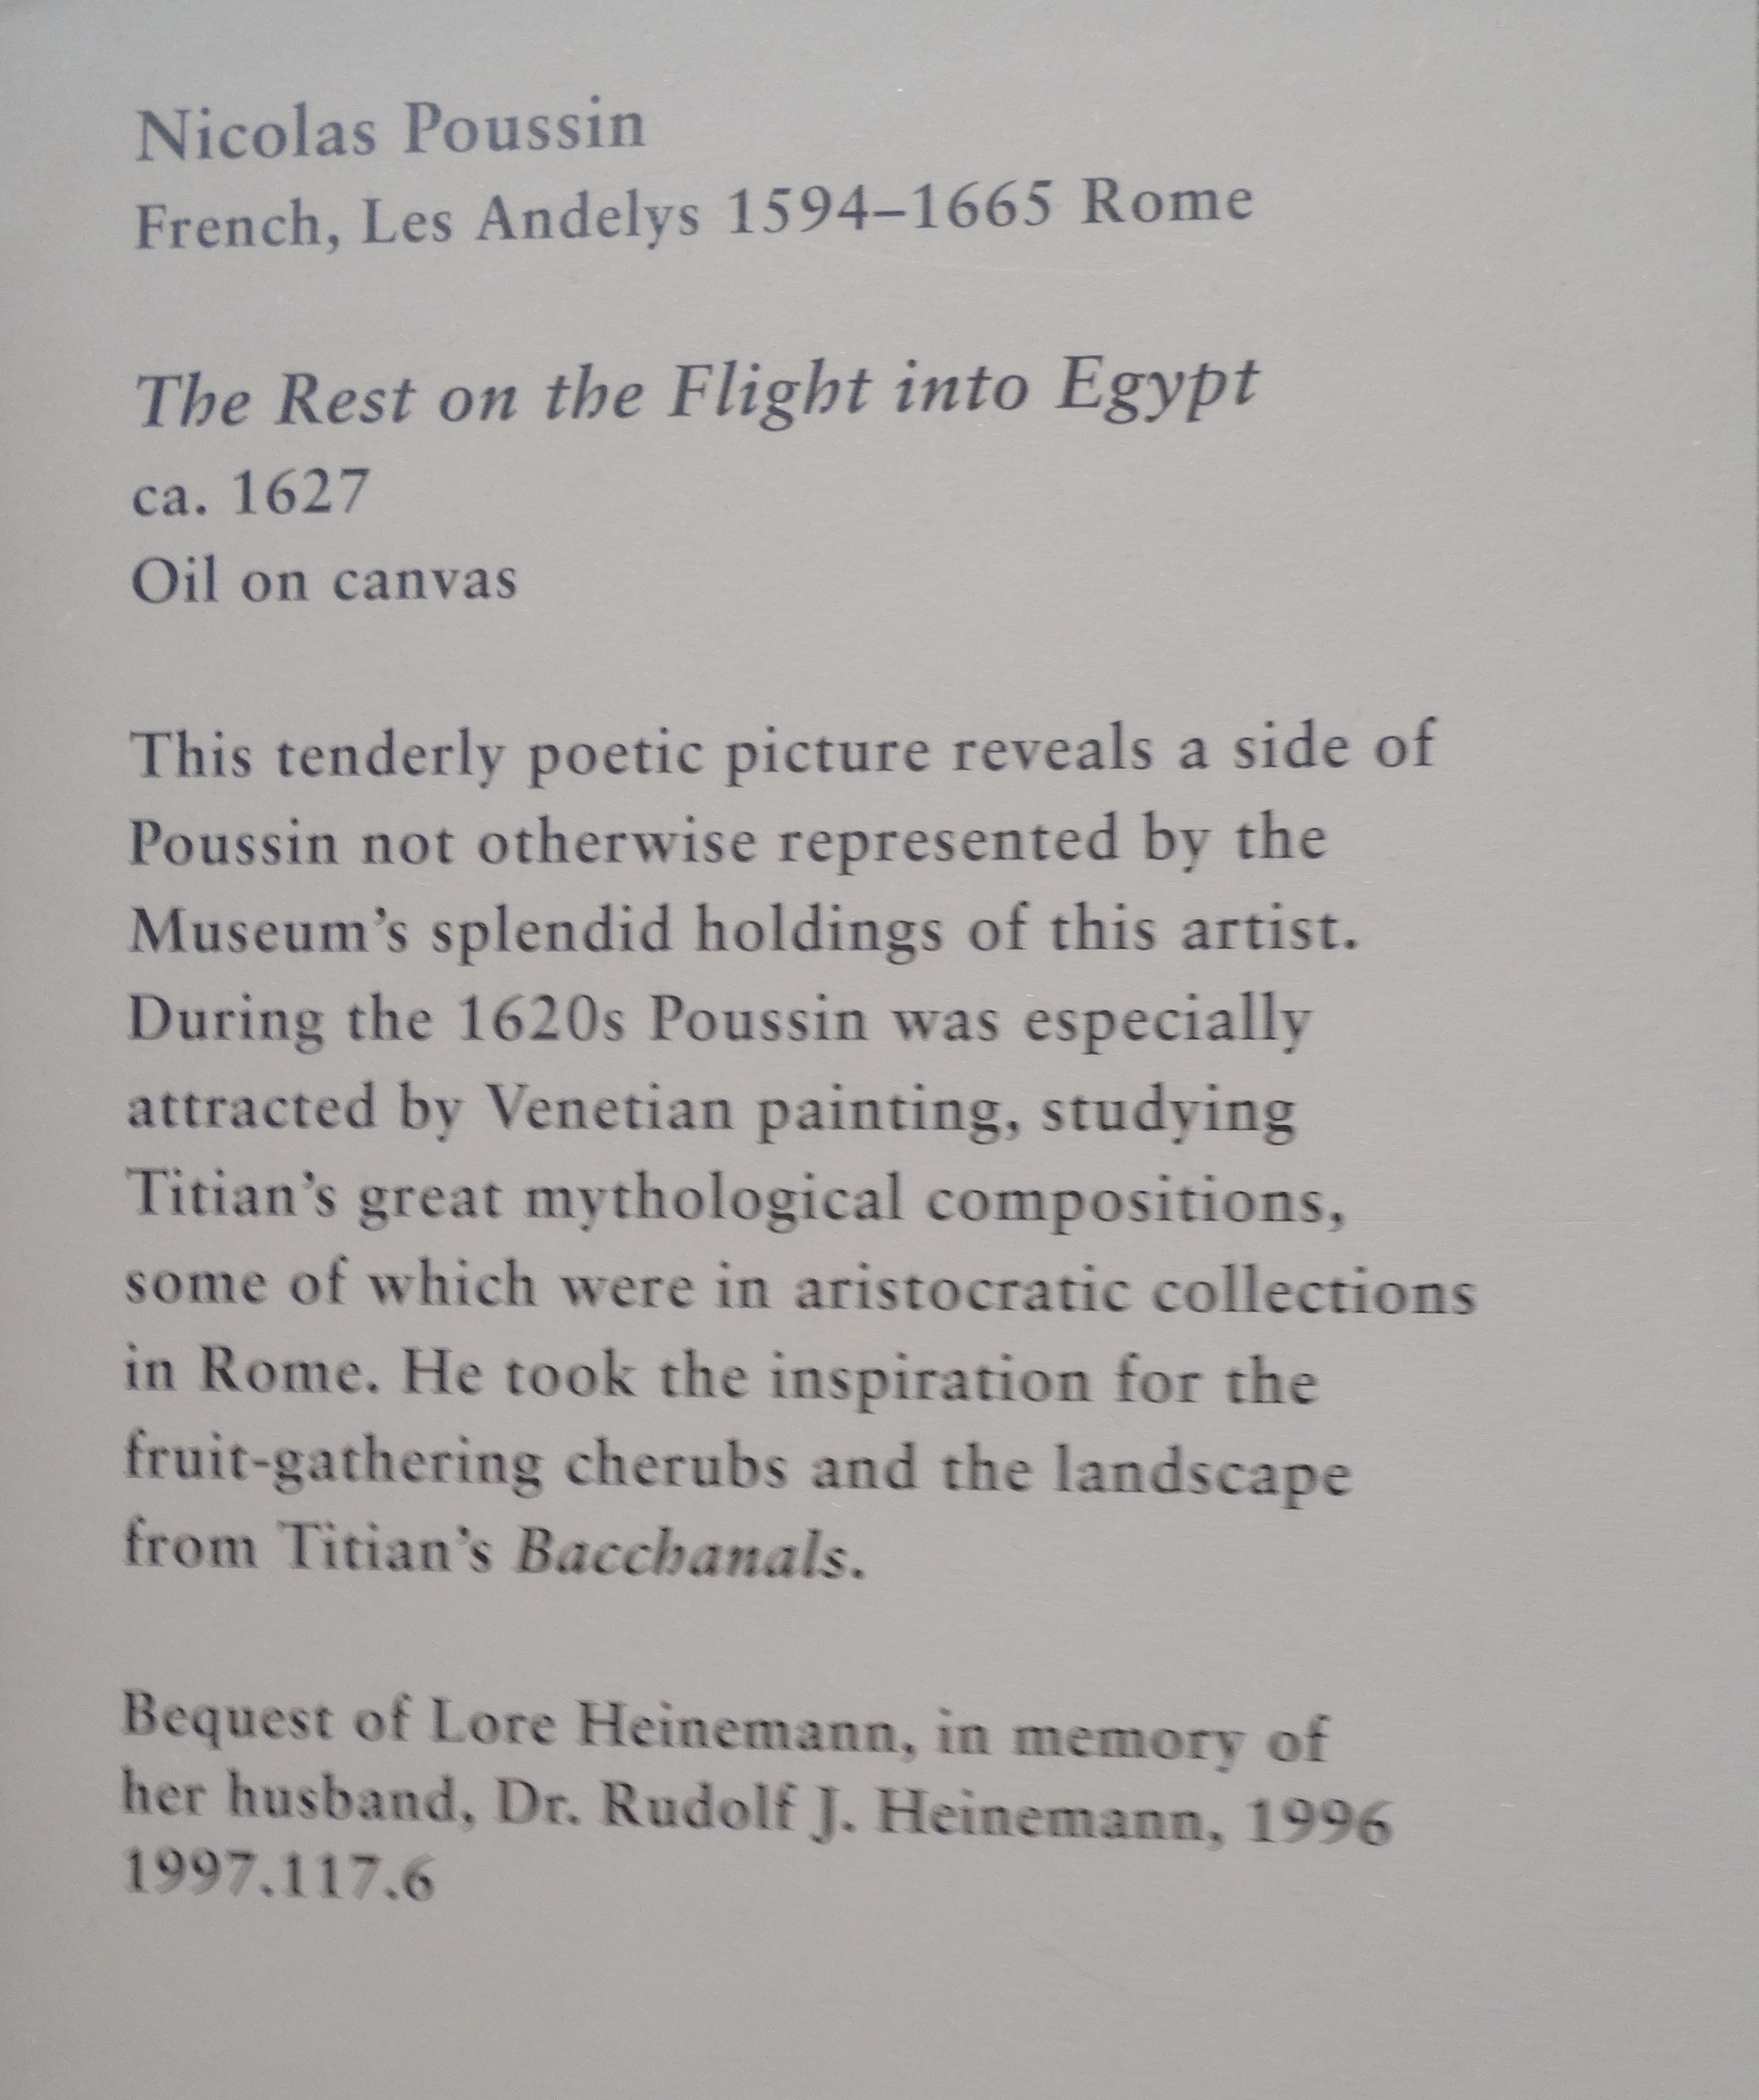 Nicolas Poussin
French, Les Andelys 1594–1665 Rome
The Rest on the Flight into Egypt
ca. 1627
Oil on canvas
This tenderly poetic picture reveals a side of
Poussin not otherwise represented by the
Museum’s splendid holdings of this artist.
During the 1620s Poussin was especially
attracted by Venetian painting, studying
Titian’s great mythological compositions,
some of which were in aristocratic collections
in Rome. He took the inspiration for the
fruit-gathering cherubs and the landscape
from Titian’s Bacchanals.
Bequest of Lore Heinemann, in memory of
her husband, Dr. Rudolf J. Heinemann, 1996
1997.117.6